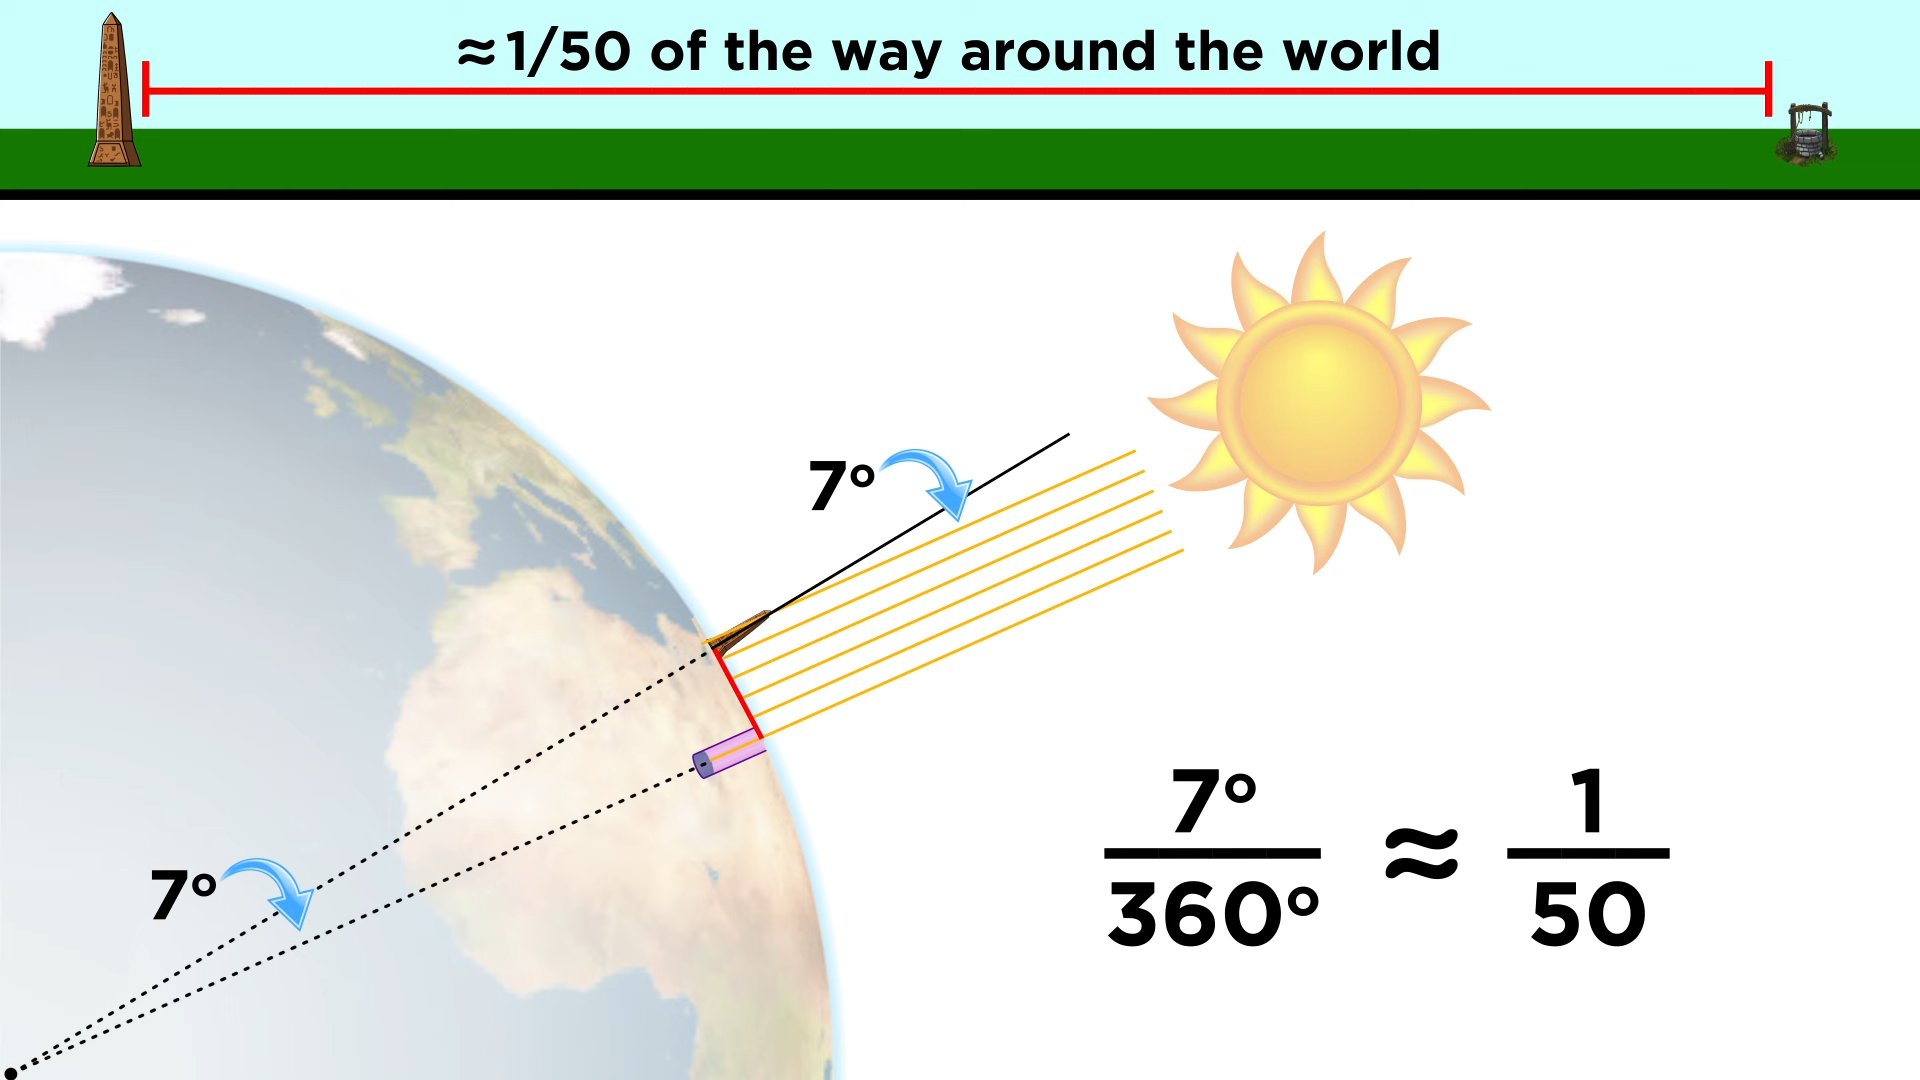 ≈1/50 of the way around the world
7°
7°
7°/360° ≈ 1/50